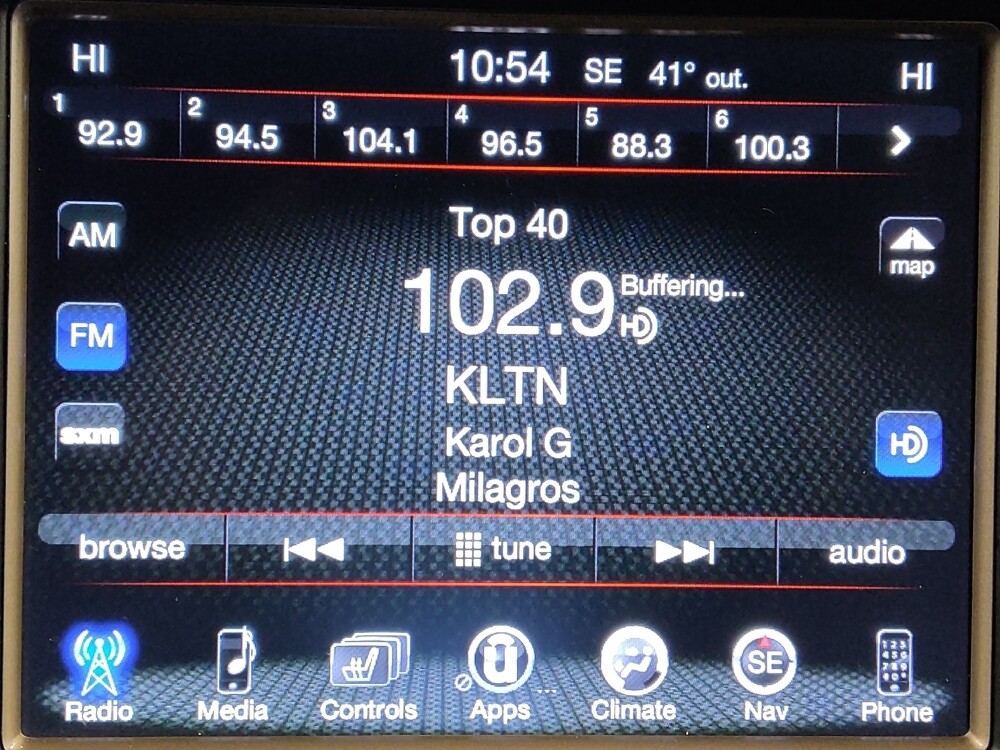 HI 10:54 SE 41° out. HI
1 92.9 2 94.5 3 104.1 4 96.5 5 88.3 6 100.3
AM
Top 40
map
102.9 Buffering...
HD
FM
KLTN
sxm
Karol G
HD
Milagros
browse tune audio
U
SE
Radio Media Controls Apps Climate Nav Phone